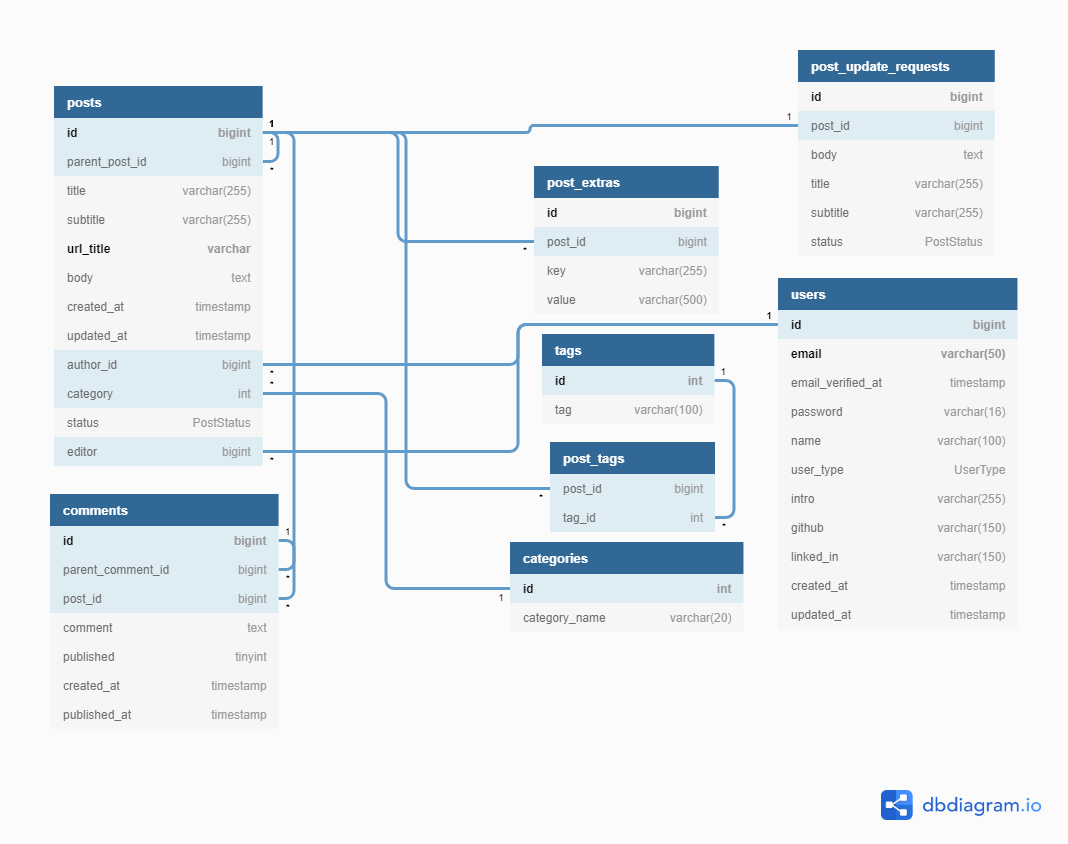 posts
id bigint
parent_post_id bigint
title varchar(255)
subtitle varchar(255)
url_title varchar
body text
created_at timestamp
updated_at timestamp
author_id bigint
category int
status PostStatus
editor bigint
1
1
*
*
*
*
comments
id bigint
parent_comment_id bigint
post_id bigint
comment text
published tinyint
created_at timestamp
published_at timestamp
1
*
*
post_update_requests
id bigint
post_id bigint
body text
title varchar(255)
subtitle varchar(255)
status PostStatus
1
post_extras
id bigint
post_id bigint
key varchar(255)
value varchar(500)
*
users
id bigint
email varchar(50)
email_verified_at timestamp
password varchar(16)
name varchar(100)
user_type UserType
intro varchar(255)
github varchar(150)
linked_in varchar(150)
created_at timestamp
updated_at timestamp
1
tags
id int
tag varchar(100)
1
post_tags
post_id bigint
tag_id int
*
*
categories
id int
category_name varchar(20)
1
dbdiagram.io